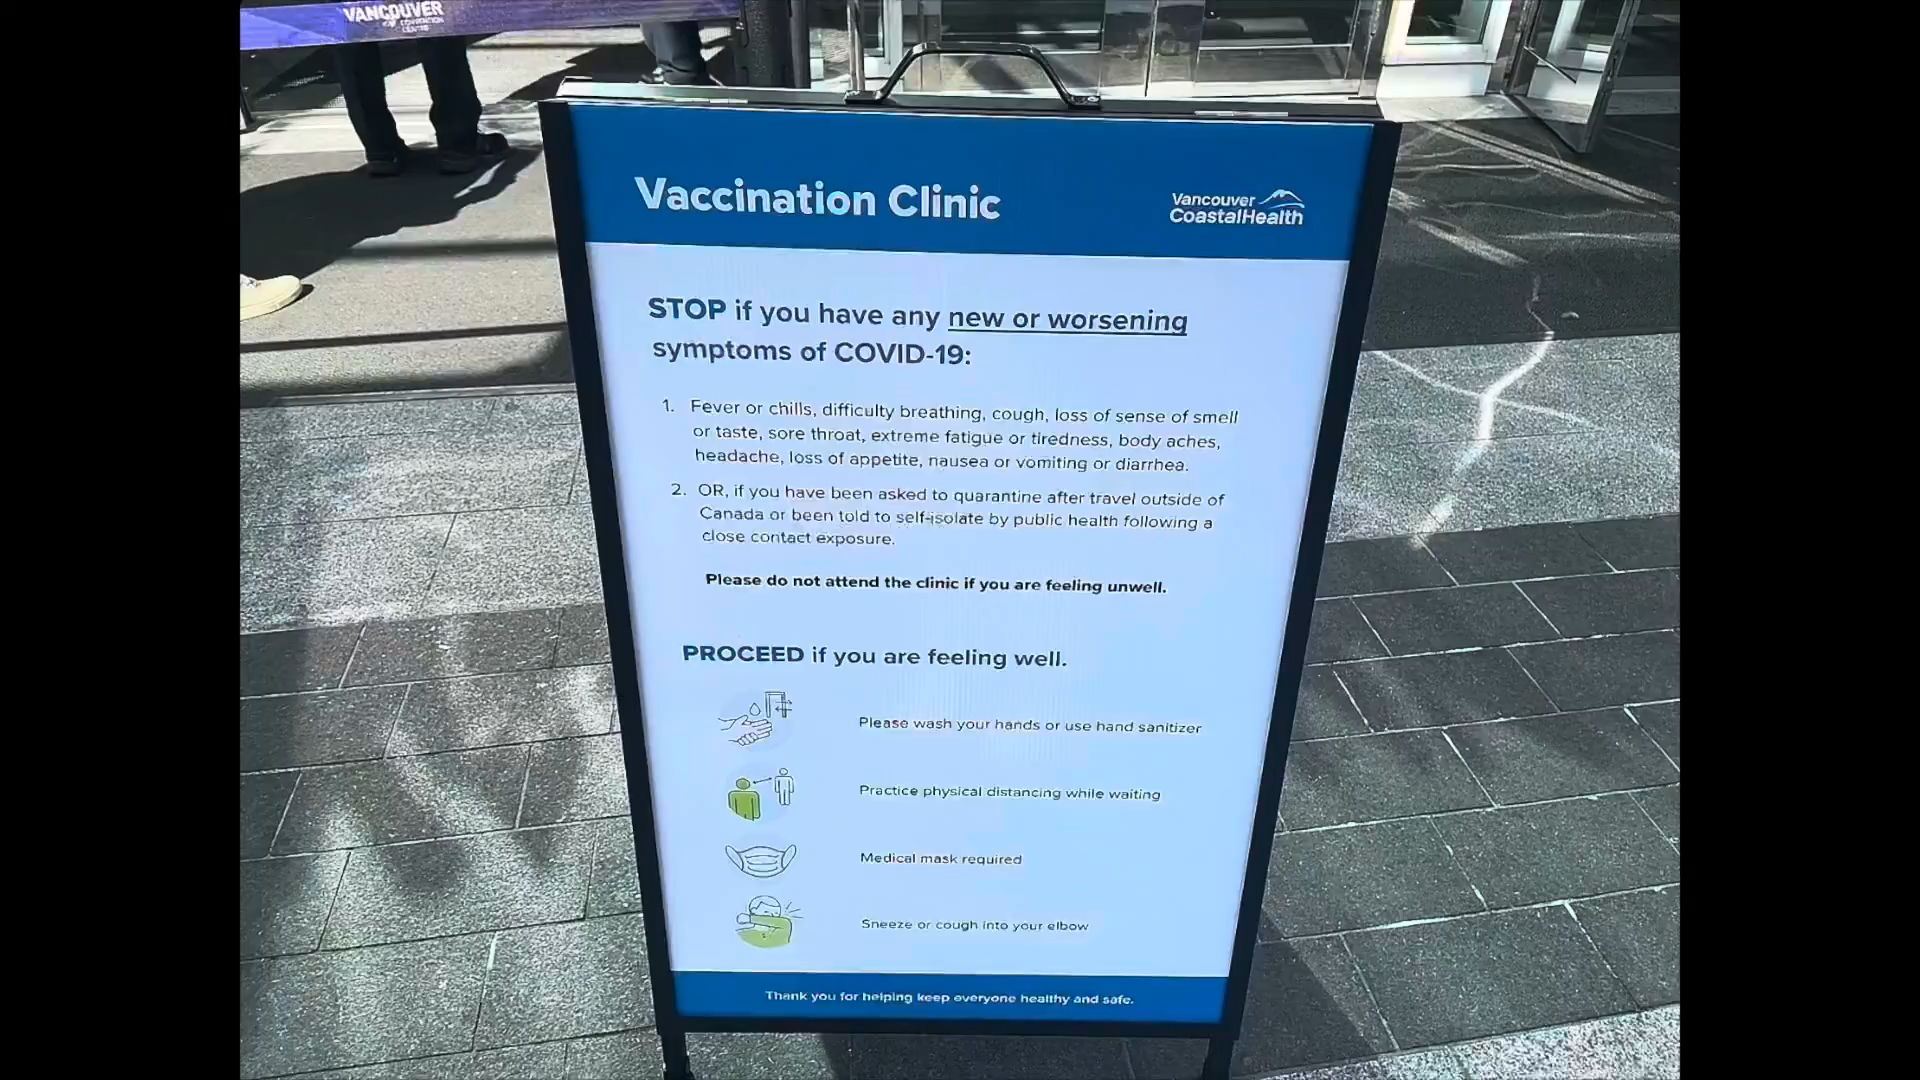 VANCOUVER
CONVENTION
CENTRE
Vaccination Clinic
Vancouver
CoastalHealth
STOP if you have any new or worsening
symptoms of COVID-19:
1. Fever or chills, difficulty breathing, cough, loss of sense of smell
or taste, sore throat, extreme fatigue or tiredness, body aches,
headache, loss of appetite, nausea or vomiting or diarrhea.
2. OR, if you have been asked to quarantine after travel outside of
Canada or been told to self-isolate by public health following a
close contact exposure.
Please do not attend the clinic if you are feeling unwell.
PROCEED if you are feeling well.
Please wash your hands or use hand sanitizer
Practice physical distancing while waiting
Medical mask required
Sneeze or cough into your elbow
Thank you for helping keep everyone healthy and safe.